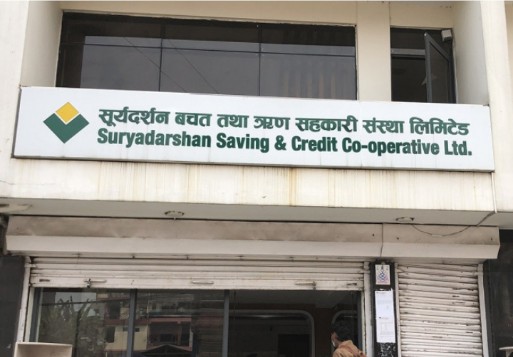 सूर्यदर्शन बचत तथा ऋण सहकारी संस्था लिमिटेड
Suryadarshan Saving & Credit Co-operative Ltd.